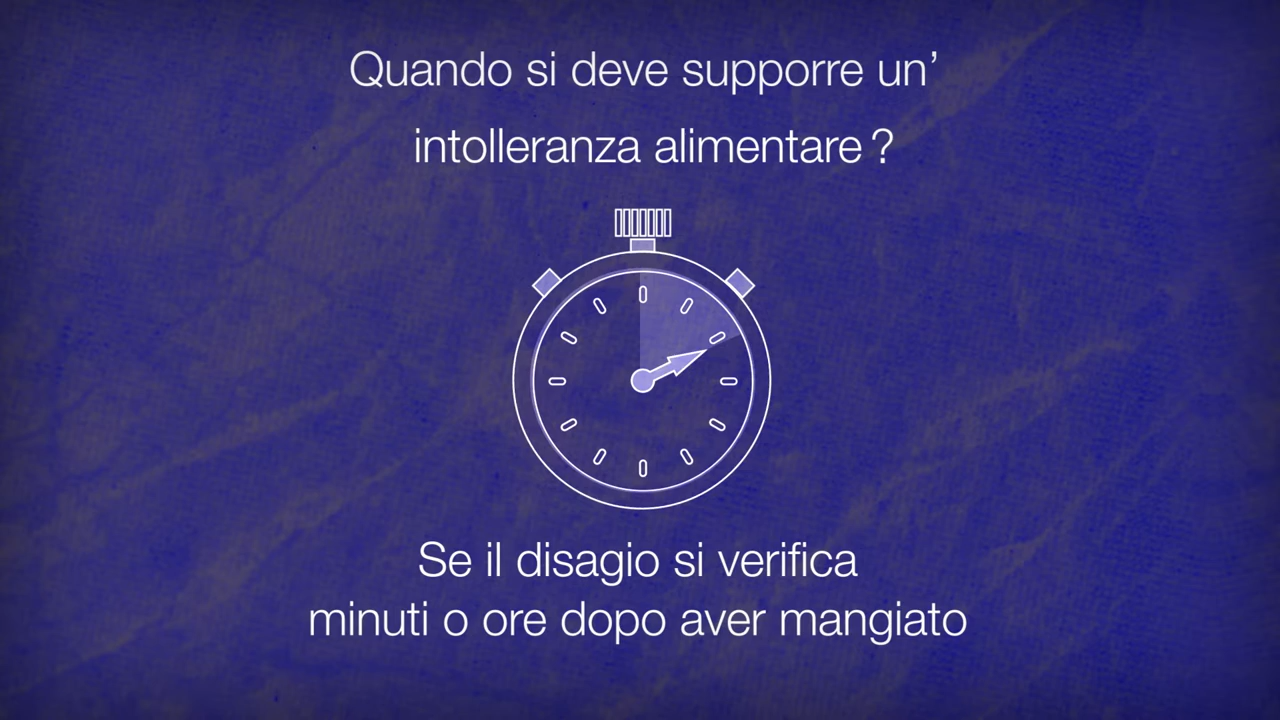 Quando si deve supporre un’
intolleranza alimentare ?
Se il disagio si verifica
minuti o ore dopo aver mangiato